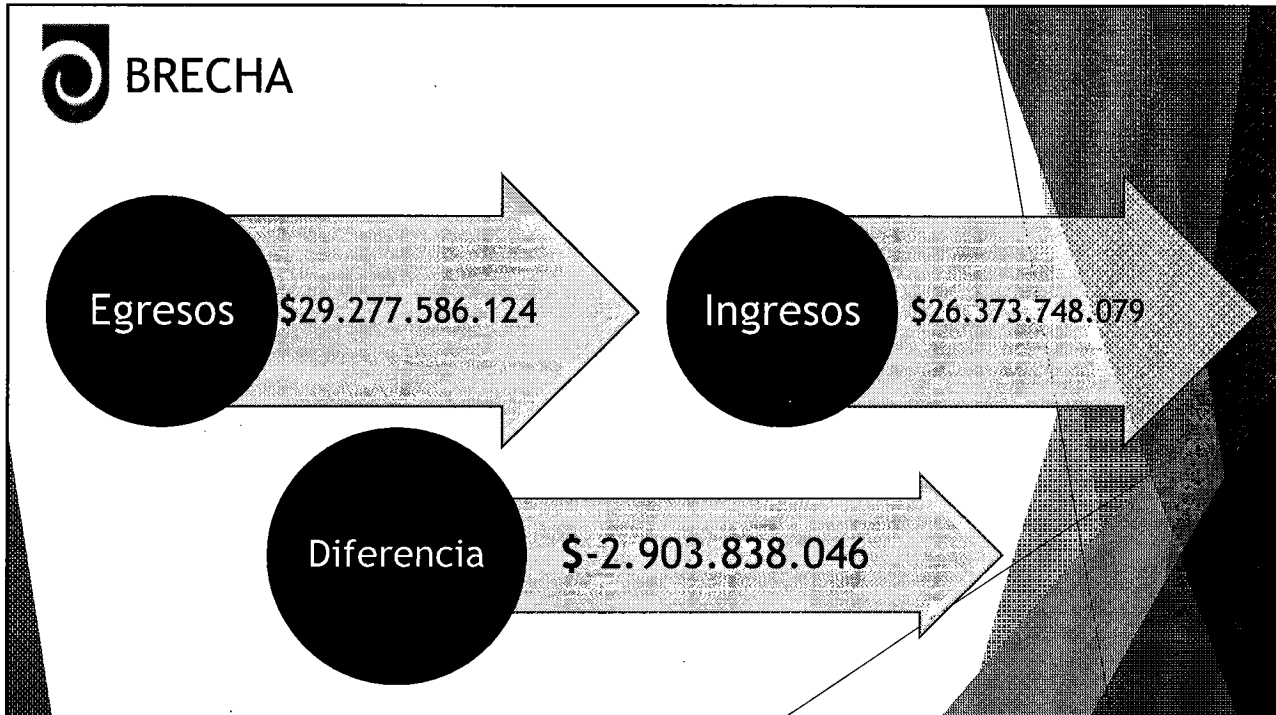 BRECHA
Egresos
$29.277.586.124
Ingresos
$26.373.748.079
Diferencia
$-2.903.838.046